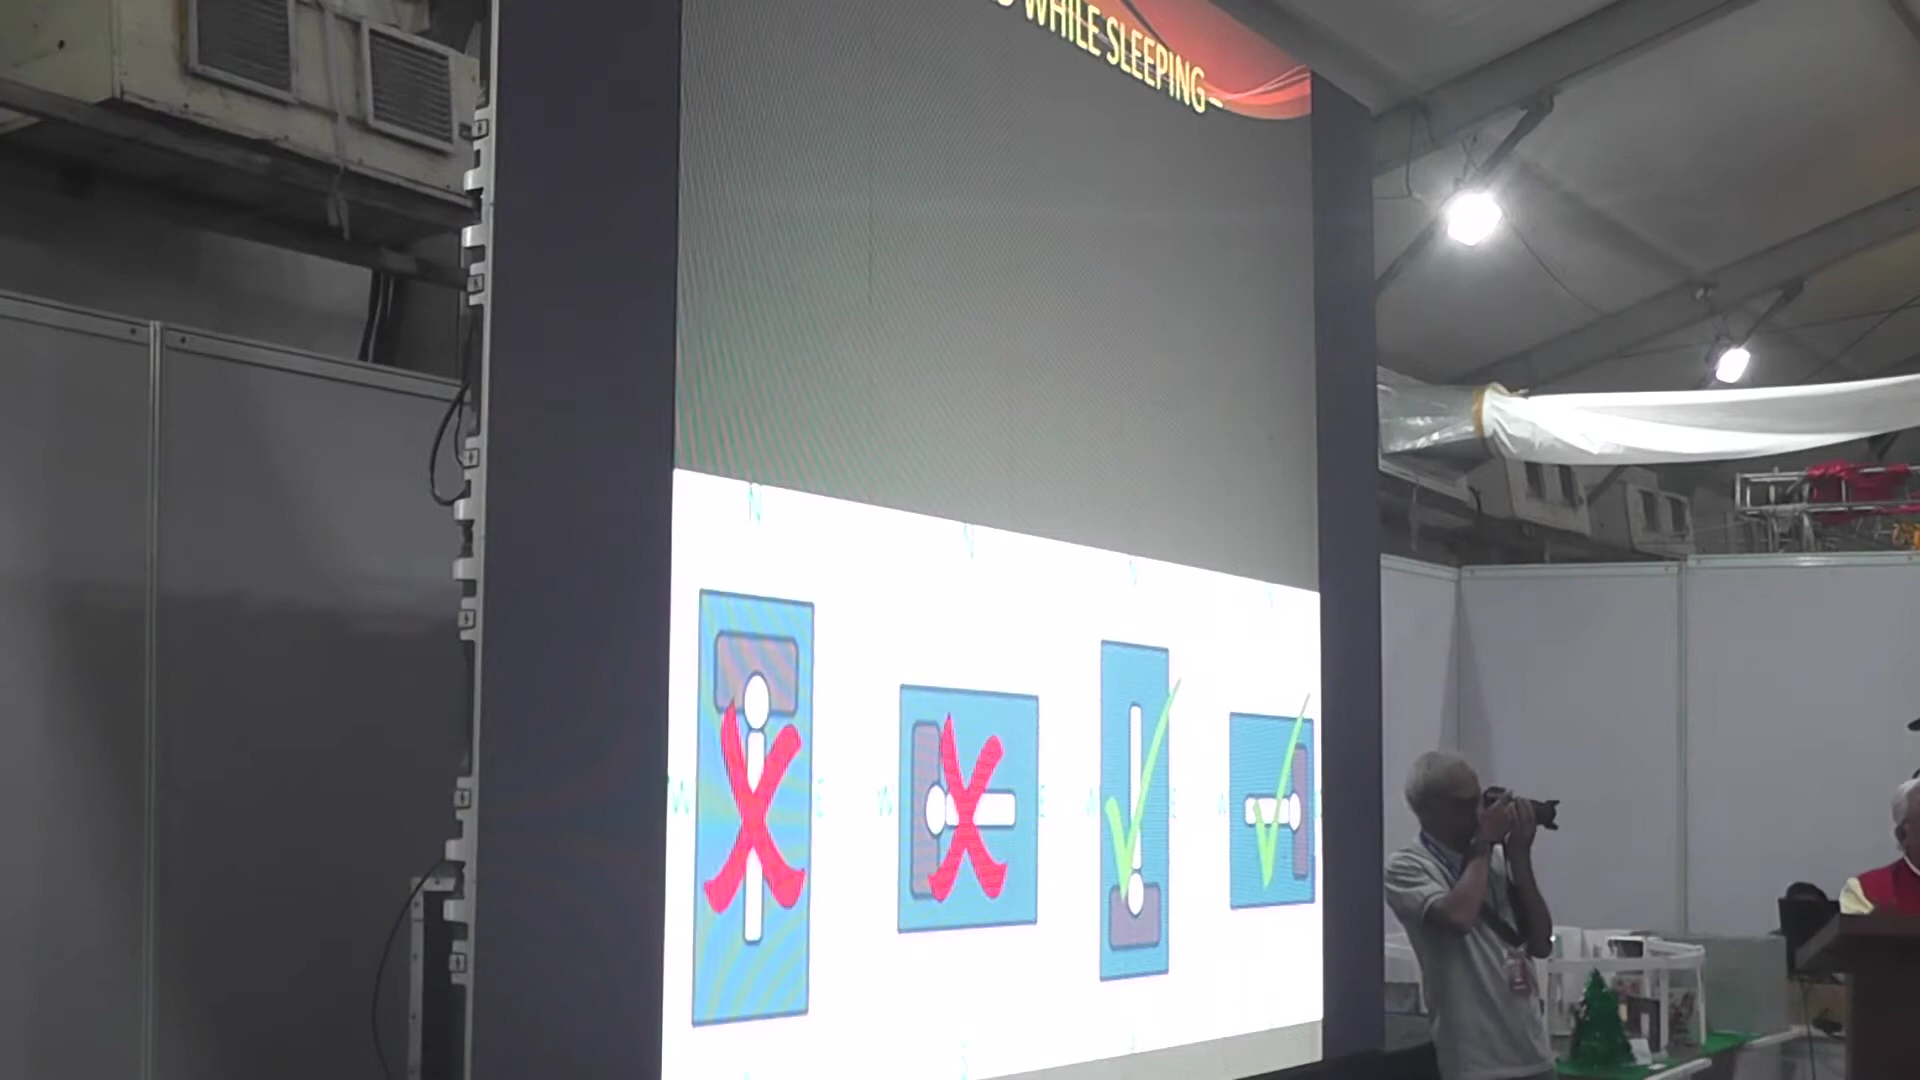 WHILE SLEEPING –
N N N
W E W E W E W E
S S